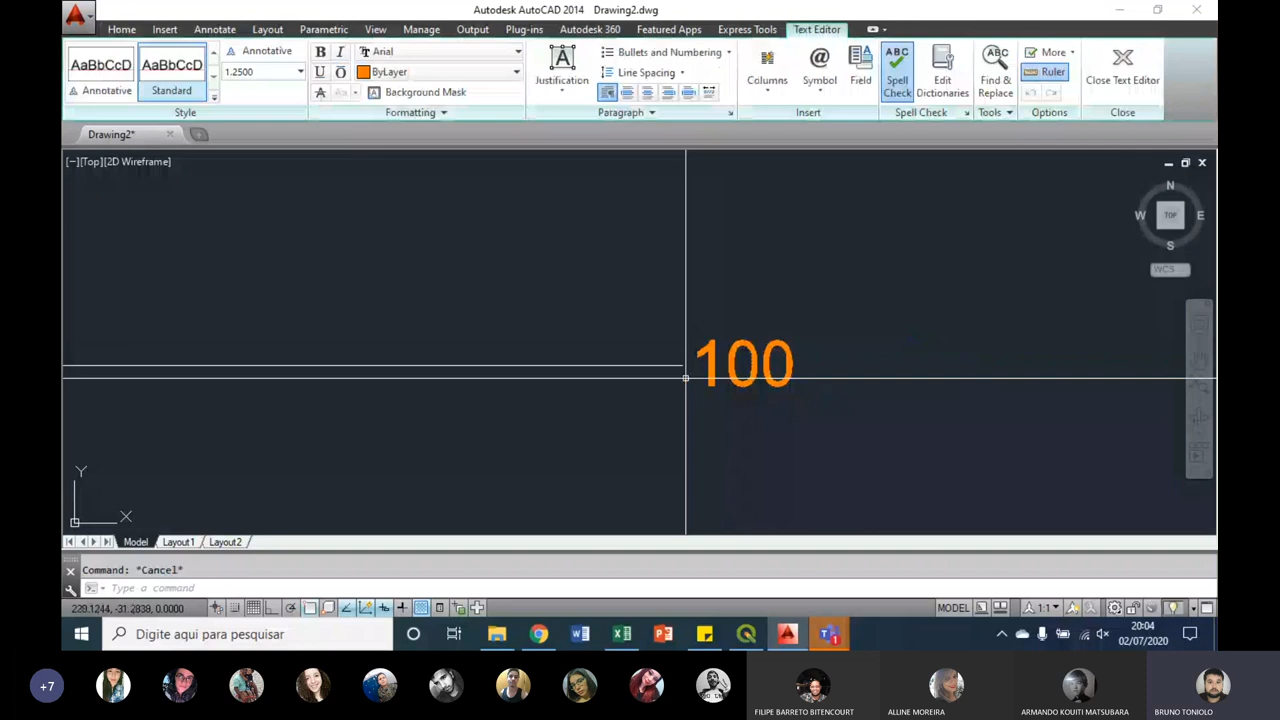 Autodesk AutoCAD 2014 Drawing2.dwg
Home Insert Annotate Layout Parametric View Manage Output Plug-ins Autodesk 360 Featured Apps Express Tools Text Editor
AaBbCcD AaBbCcD Annotative B I Arial Bullets and Numbering ABC ABC More
1.2500 U O ByLayer Line Spacing Ruler
Annotative Standard A Background Mask Justification Columns Symbol Field Spell Check Edit Dictionaries Find & Replace Close Text Editor
Style Formatting Paragraph Insert Spell Check Tools Options Close
Drawing2*
[−][Top][2D Wireframe]
N
W TOP E
S
WCS
100
Y
X
Model Layout1 Layout2
Command: *Cancel*
Type a command
229.1244, -31.2838, 0.0000 MODEL 1:1
Digite aqui para pesquisar 1 20:04
02/07/2020
+7 FILIPE BARRETO BITENCOURT ALLINE MOREIRA ARMANDO KOUITI MATSUBARA BRUNO TONIOLO